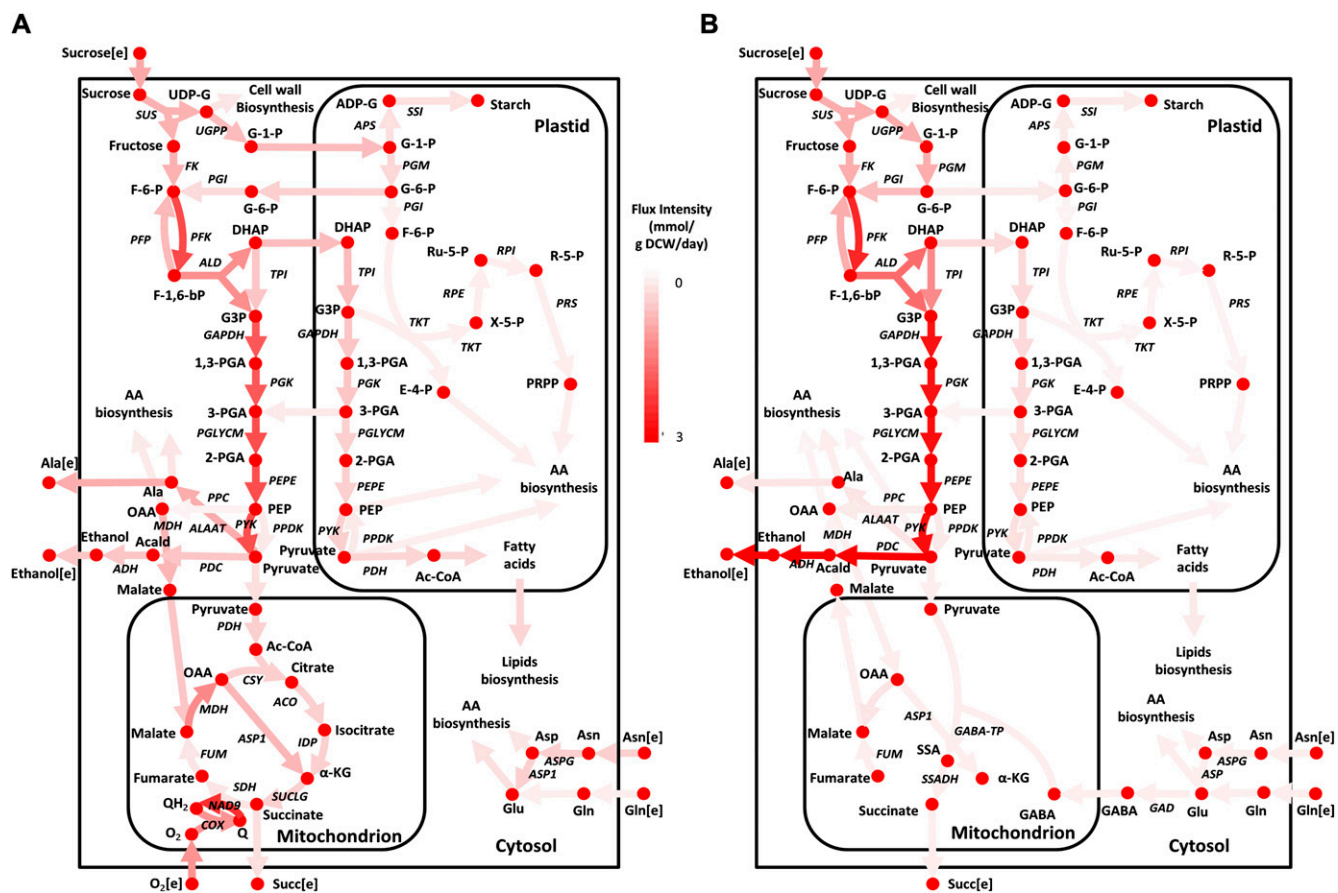 A
Sucrose[e]
Sucrose
UDP-G
Cell wall
Biosynthesis
SUS
UGPP
G-1-P
Fructose
FK
F-6-P
PGI
G-6-P
PFP
PFK
DHAP
ALD
TPI
F-1,6-bP
G3P
GAPDH
1,3-PGA
PGK
3-PGA
PGLYCM
2-PGA
PEPE
PEP
PPC
PYK
PPDK
AA
biosynthesis
Ala[e]
Ala
OAA
MDH
ALAAT
Ethanol
Acald
Ethanol[e]
ADH
PDC
Pyruvate
Malate
ADP-G
SSI
Starch
APS
Plastid
G-1-P
PGM
G-6-P
PGI
F-6-P
DHAP
TPI
Ru-5-P
RPI
R-5-P
RPE
PRS
G3P
GAPDH
TKT
TKT
X-5-P
1,3-PGA
PGK
E-4-P
PRPP
3-PGA
PGLYCM
2-PGA
PEPE
AA
biosynthesis
PEP
PYK
PPDK
Pyruvate
PDH
Ac-CoA
Fatty
acids
Lipids
biosynthesis
Pyruvate
PDH
Ac-CoA
OAA
CSY
Citrate
ACO
MDH
Malate
ASP1
IDP
Isocitrate
FUM
Fumarate
SDH
α-KG
SUCLG
QH2
NAD9
Succinate
O2
COX
Q
Mitochondrion
O2[e]
Succ[e]
AA
biosynthesis
Asp
Asn
Asn[e]
ASPG
ASP1
Glu
Gln
Gln[e]
Cytosol
Flux Intensity
(mmol/
g DCW/day)
0
3
B
Sucrose[e]
Sucrose
UDP-G
Cell wall
Biosynthesis
SUS
UGPP
G-1-P
Fructose
FK
PGM
F-6-P
PGI
G-6-P
PFP
PFK
DHAP
ALD
TPI
F-1,6-bP
G3P
GAPDH
1,3-PGA
PGK
3-PGA
PGLYCM
2-PGA
PEPE
PEP
PPC
PYK
PPDK
AA
biosynthesis
Ala[e]
Ala
OAA
ALAAT
MDH
Ethanol
PDC
Ethanol[e]
ADH
Acald
Pyruvate
Malate
ADP-G
SSI
Starch
APS
Plastid
G-1-P
PGM
G-6-P
PGI
F-6-P
DHAP
TPI
Ru-5-P
RPI
R-5-P
RPE
PRS
G3P
GAPDH
TKT
TKT
X-5-P
1,3-PGA
PGK
E-4-P
PRPP
3-PGA
PGLYCM
2-PGA
PEPE
AA
biosynthesis
PEP
PYK
PPDK
Pyruvate
PDH
Ac-CoA
Fatty
acids
Lipids
biosynthesis
Pyruvate
OAA
ASP1
GABA-TP
Malate
FUM
SSA
Fumarate
SSADH
α-KG
Succinate
GABA
Mitochondrion
Succ[e]
AA
biosynthesis
Asp
Asn
Asn[e]
ASPG
ASP
GABA
GAD
Glu
Gln
Gln[e]
Cytosol